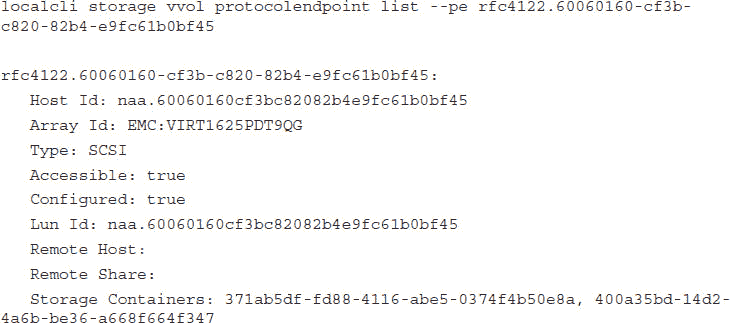 localcli storage vvol protocolendpoint list --pe rfc4122.60060160-cf3b-
c820-82b4-e9fc61b0bf45
rfc4122.60060160-cf3b-c820-82b4-e9fc61b0bf45:
Host Id: naa.60060160cf3bc82082b4e9fc61b0bf45
Array Id: EMC:VIRT1625PDT9QG
Type: SCSI
Accessible: true
Configured: true
Lun Id: naa.60060160cf3bc82082b4e9fc61b0bf45
Remote Host:
Remote Share:
Storage Containers: 371ab5df-fd88-4116-abe5-0374f4b50e8a, 400a35bd-14d2-
4a6b-be36-a668f664f347